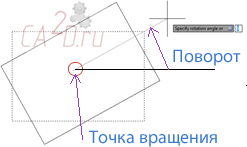 CA2D.ru
Specify rotation angle or
Поворот
Точка вращения